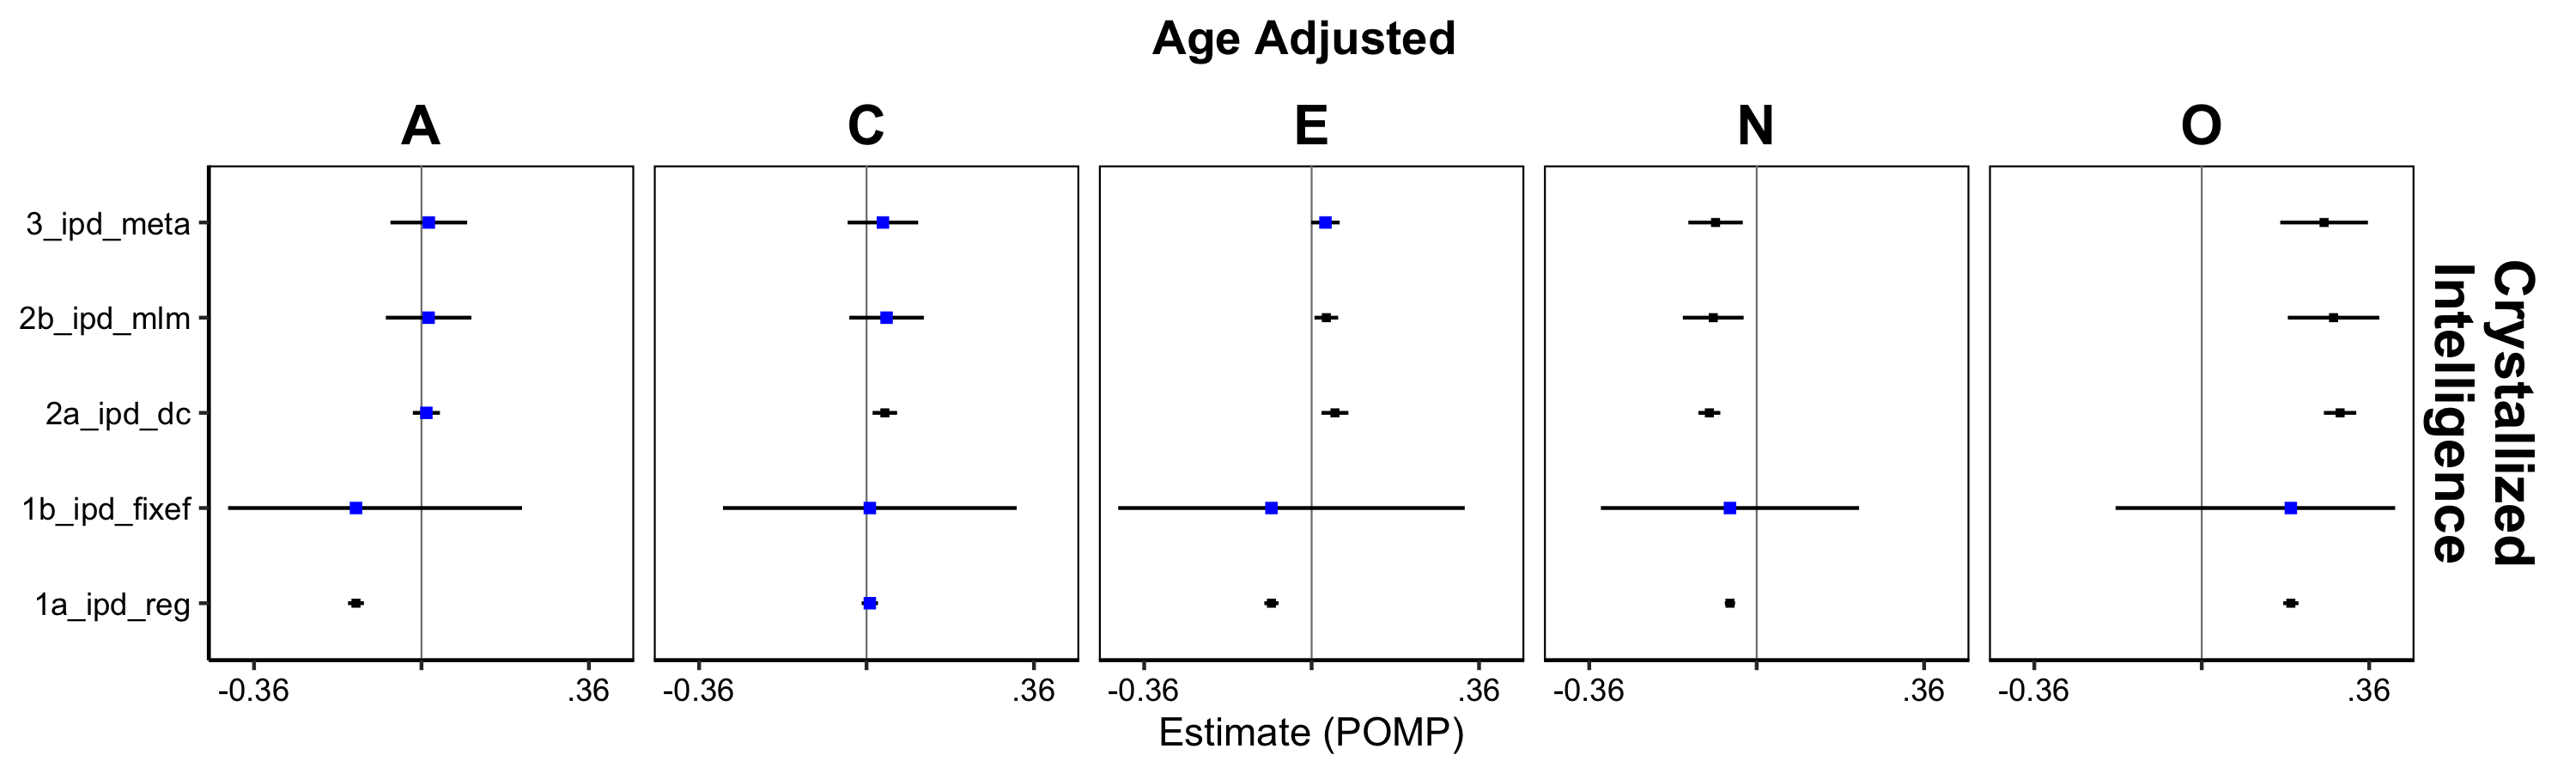 Age Adjusted
A C E N O
3_ipd_meta
2b_ipd_mlm
2a_ipd_dc
1b_ipd_fixef
1a_ipd_reg
-0.36 .36 -0.36 .36 -0.36 .36 -0.36 .36 -0.36 .36
Estimate (POMP)
Crystallized
Intelligence